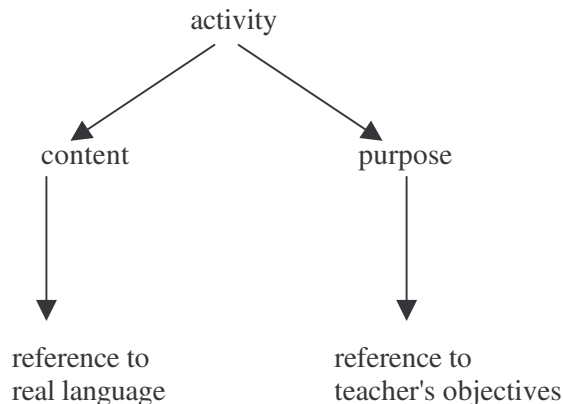 activity
content
purpose
reference to
real language
reference to
teacher's objectives